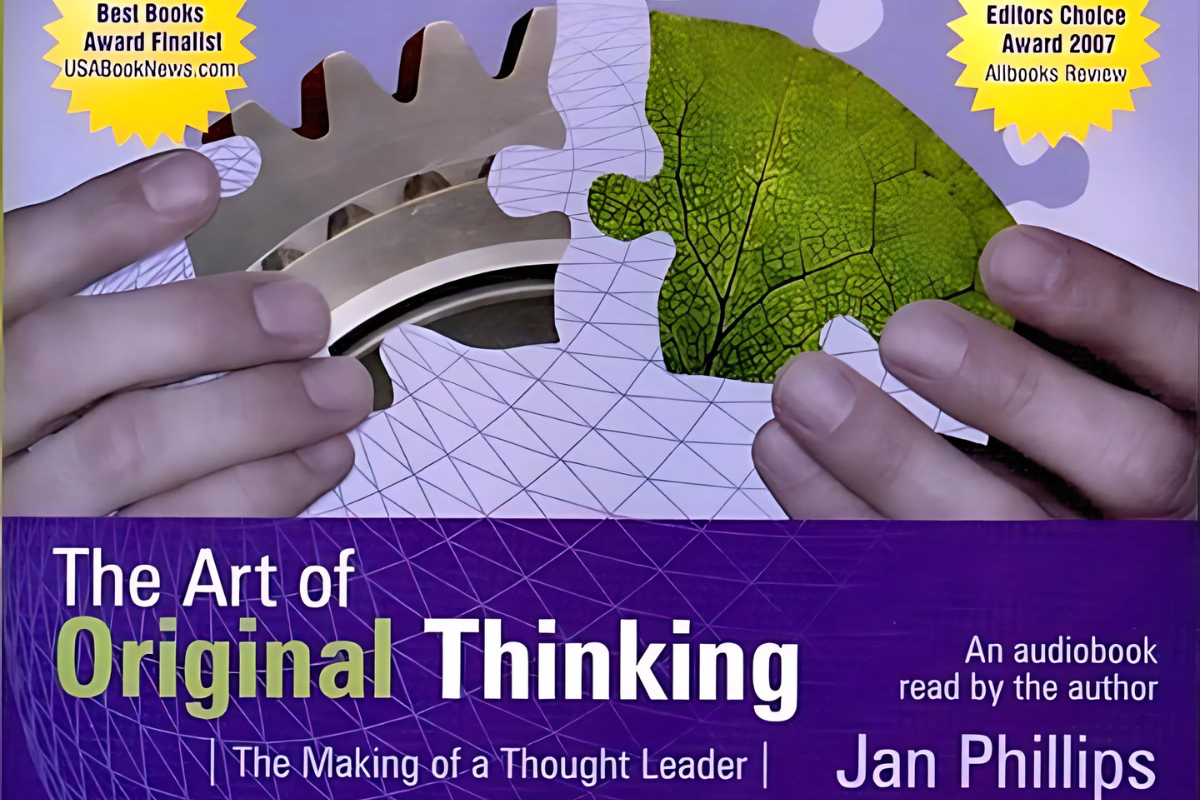 Best Books
Award Finalist
USABookNews.com
Editors Choice
Award 2007
Allbooks Review
The Art of
Original Thinking
| The Making of a Thought Leader |
An audiobook
read by the author
Jan Phillips